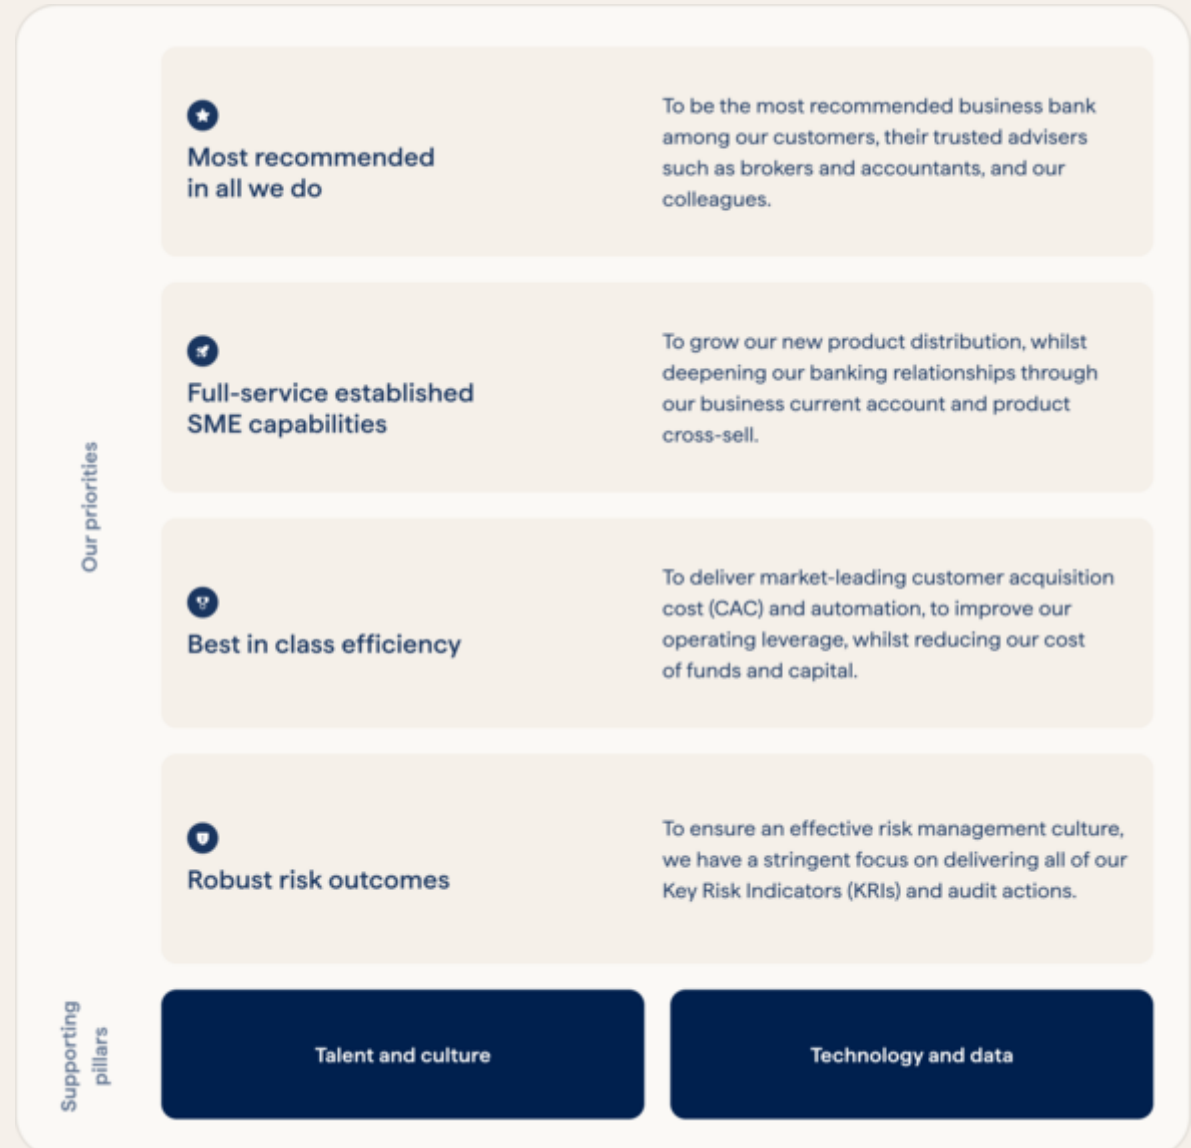 Our priorities
Most recommended
in all we do
To be the most recommended business bank
among our customers, their trusted advisers
such as brokers and accountants, and our
colleagues.
Full-service established
SME capabilities
To grow our new product distribution, whilst
deepening our banking relationships through
our business current account and product
cross-sell.
Best in class efficiency
To deliver market-leading customer acquisition
cost (CAC) and automation, to improve our
operating leverage, whilst reducing our cost
of funds and capital.
Robust risk outcomes
To ensure an effective risk management culture,
we have a stringent focus on delivering all of our
Key Risk Indicators (KRIs) and audit actions.
Supporting
pillars
Talent and culture
Technology and data